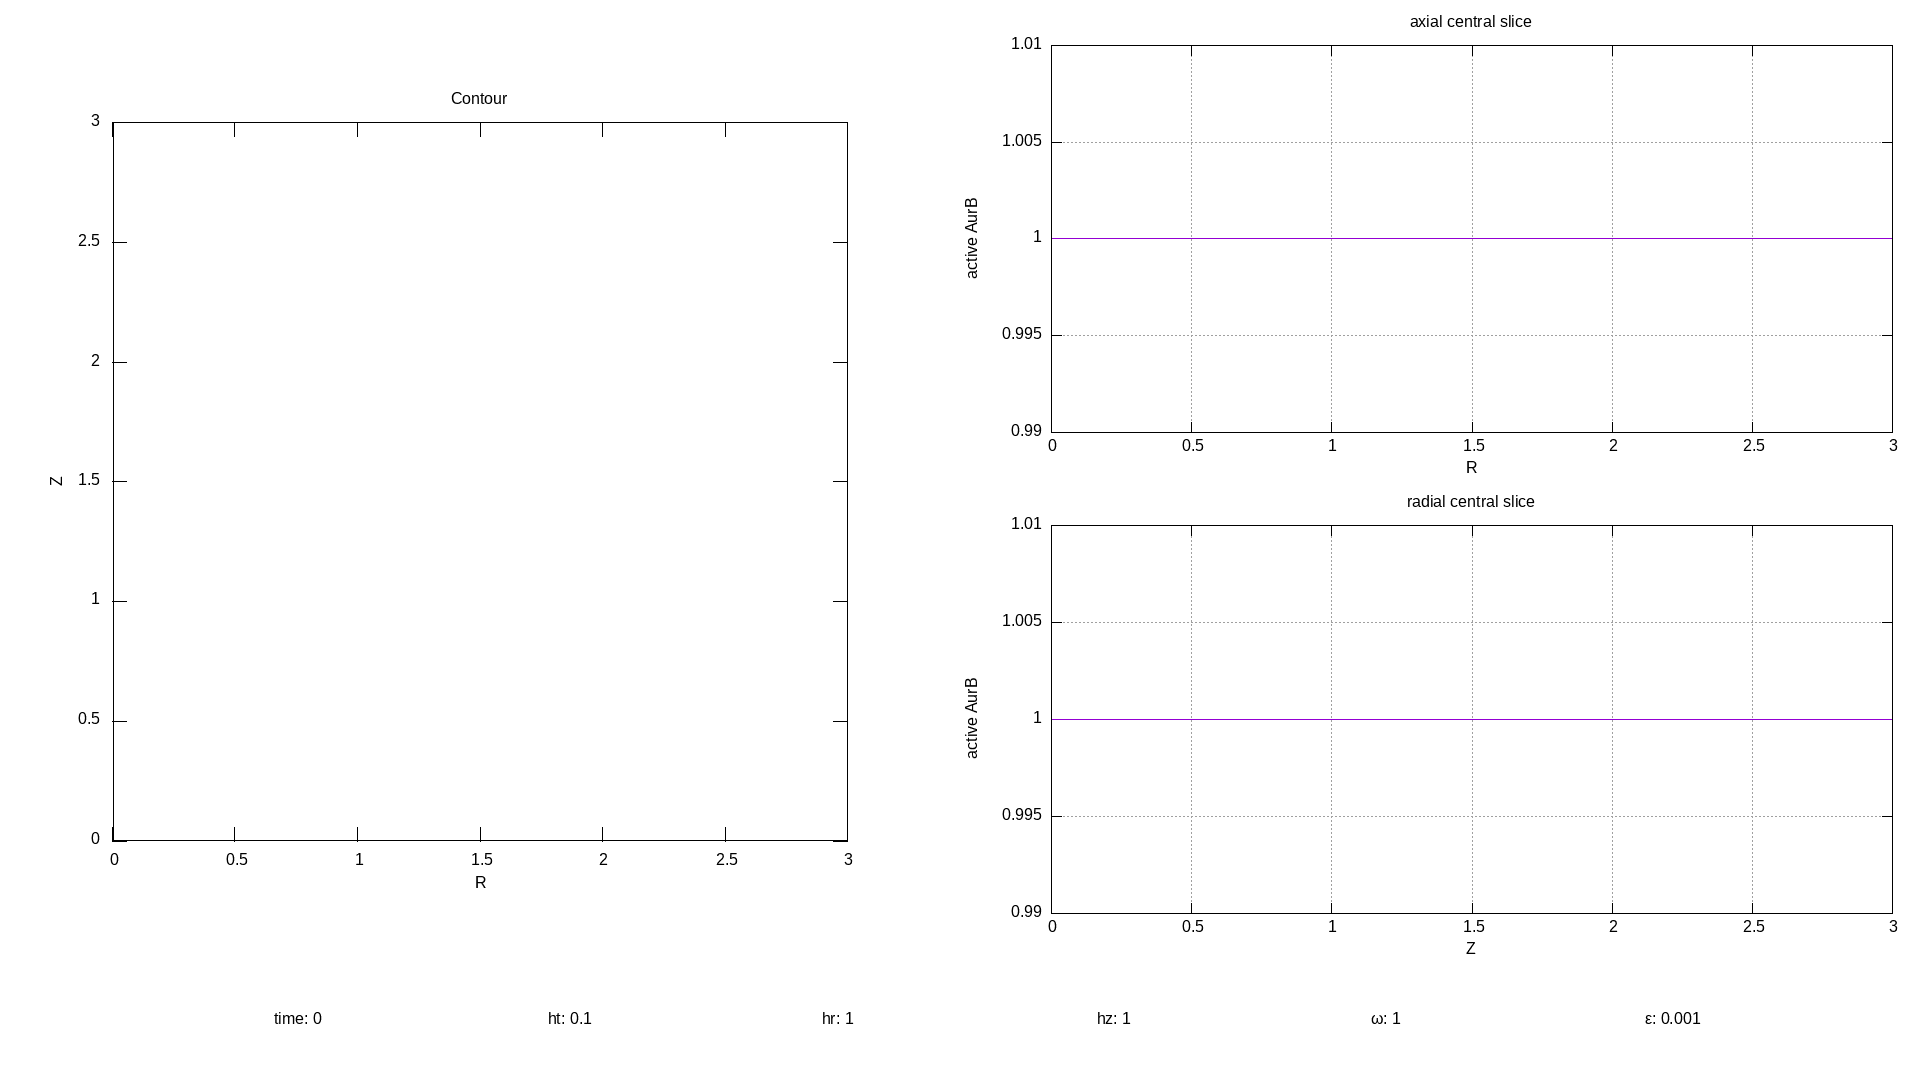 Contour
3
2.5
2
1.5
1
0.5
0
Z
0 0.5 1 1.5 2 2.5 3
R
axial central slice
1.01
1.005
1
0.995
0.99
active AurB
0 0.5 1 1.5 2 2.5 3
R
radial central slice
1.01
1.005
1
0.995
0.99
active AurB
0 0.5 1 1.5 2 2.5 3
Z
time: 0 ht: 0.1 hr: 1 hz: 1 ω: 1 ε: 0.001